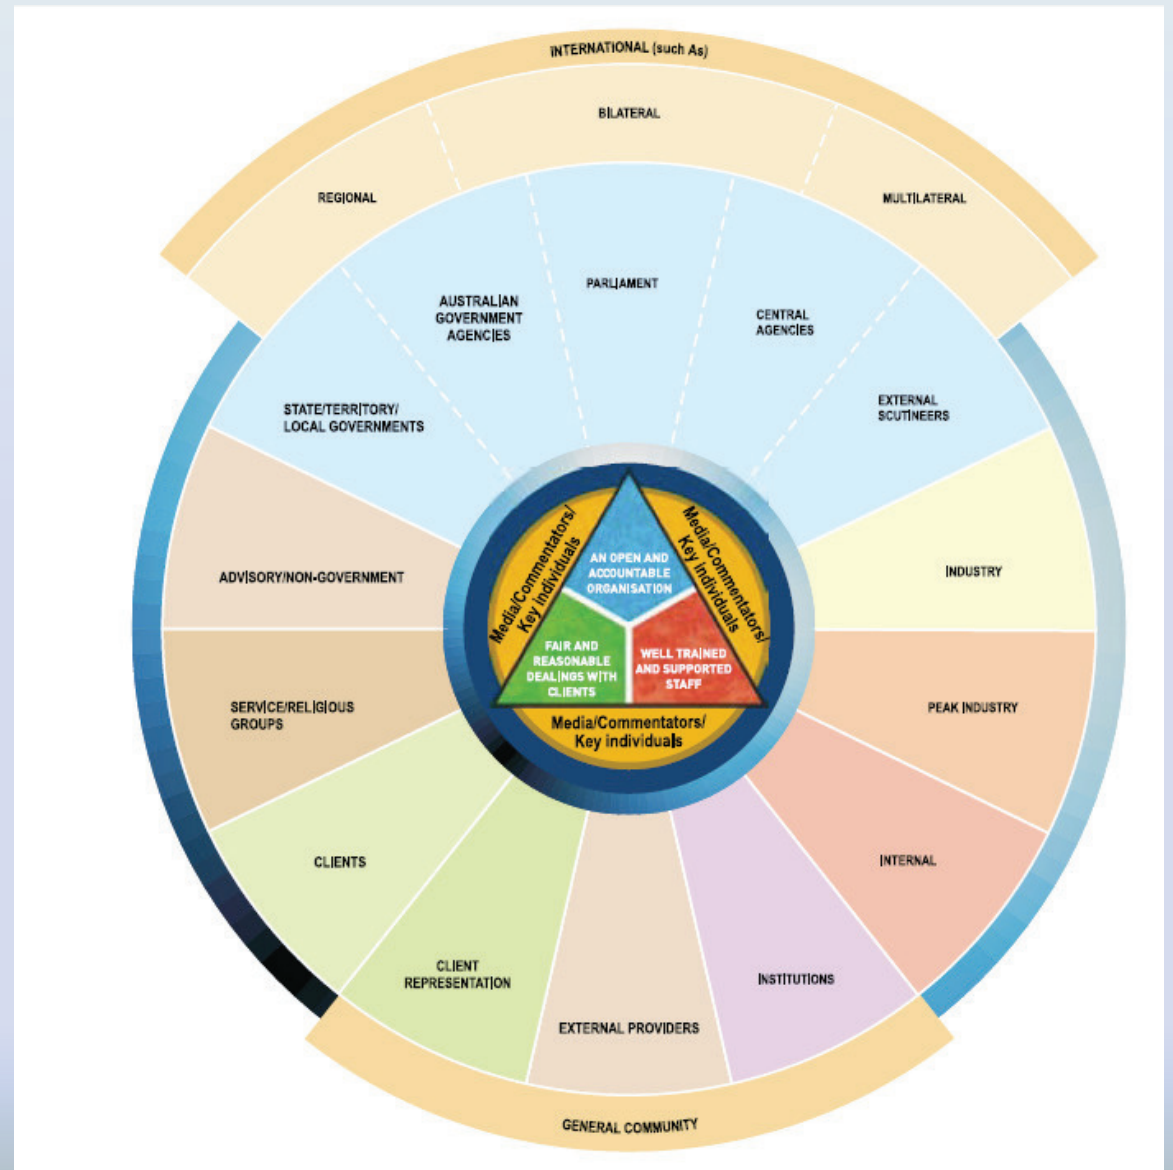 INTERNATIONAL (such As)
BILATERAL
REGIONAL
MULTILATERAL
PARLIAMENT
AUSTRALIAN
GOVERNMENT
AGENCIES
CENTRAL
AGENCIES
STATE/TERRITORY/
LOCAL GOVERNMENTS
EXTERNAL
SCUTINEERS
ADVISORY/NON-GOVERNMENT
INDUSTRY
Media/Commentators/
Key individuals
Media/Commentators/
Key individuals
AN OPEN AND
ACCOUNTABLE
ORGANISATION
FAIR AND
REASONABLE
DEALINGS WITH
CLIENTS
WELL TRAINED
AND SUPPORTED
STAFF
Media/Commentators/
Key individuals
SERVICE/RELIGIOUS
GROUPS
PEAK INDUSTRY
CLIENTS
INTERNAL
CLIENT
REPRESENTATION
INSTITUTIONS
EXTERNAL PROVIDERS
GENERAL COMMUNITY